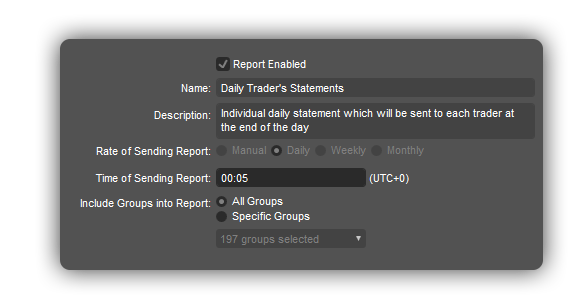 Report Enabled
Name: Daily Trader's Statements
Description: Individual daily statement which will be sent to each trader at
the end of the day
Rate of Sending Report: Manual Daily Weekly Monthly
Time of Sending Report: 00:05 (UTC+0)
Include Groups into Report: All Groups
Specific Groups
197 groups selected